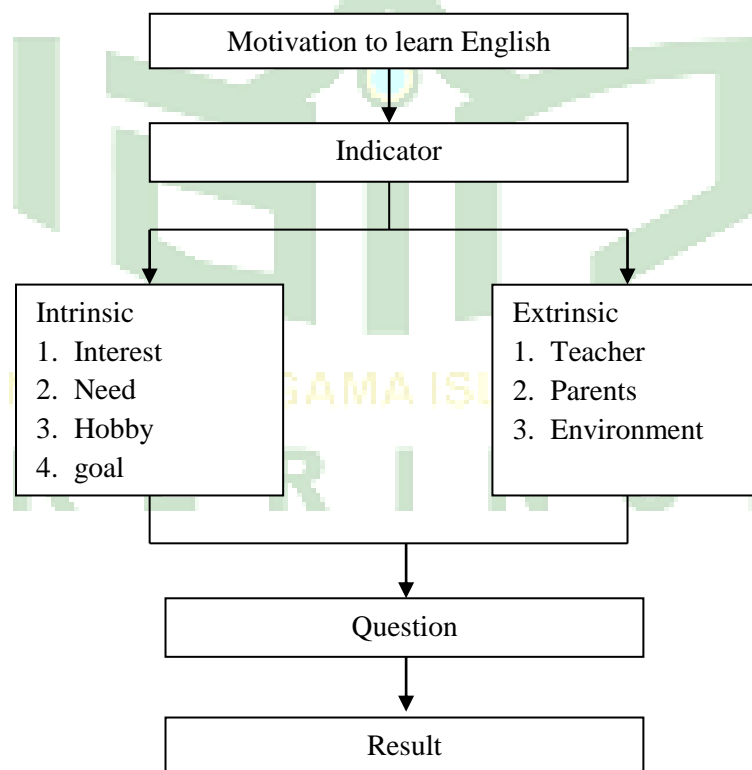 Motivation to learn English
Indicator
Intrinsic
1. Interest
2. Need
3. Hobby
4. goal
Extrinsic
1. Teacher
2. Parents
3. Environment
Question
Result